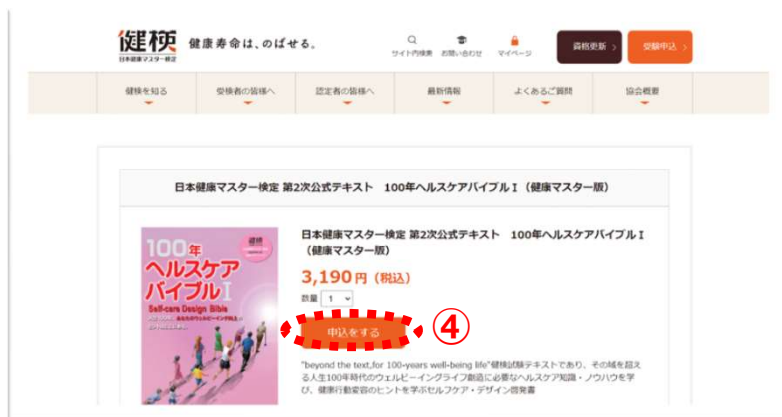 健検
日本健康マスター検定
健康寿命は、のばせる。
サイト内検索 お問い合わせ マイページ
資格更新 >
受験申込 >
健検を知る 受検者の皆様へ 認定者の皆様へ 最新情報 よくあるご質問 協会概要
日本健康マスター検定 第2次公式テキスト 100年ヘルスケアバイブルⅠ(健康マスター版)
100年
ヘルスケア
バイブルⅠ
Self-care Design Bible
健検
日本健康マスター検定 第2次公式テキスト 100年ヘルスケアバイブルⅠ
(健康マスター版)
3,190円(税込)
数量 1
申込をする
④
"beyond the text,for 100-years well-being life"健検試験テキストであり、その域を超え
る人生100年時代のウェルビーイングライフ創造に必要なヘルスケア知識・ノウハウを学
び、健康行動変容のヒントを学ぶセルフケア・デザイン啓発書